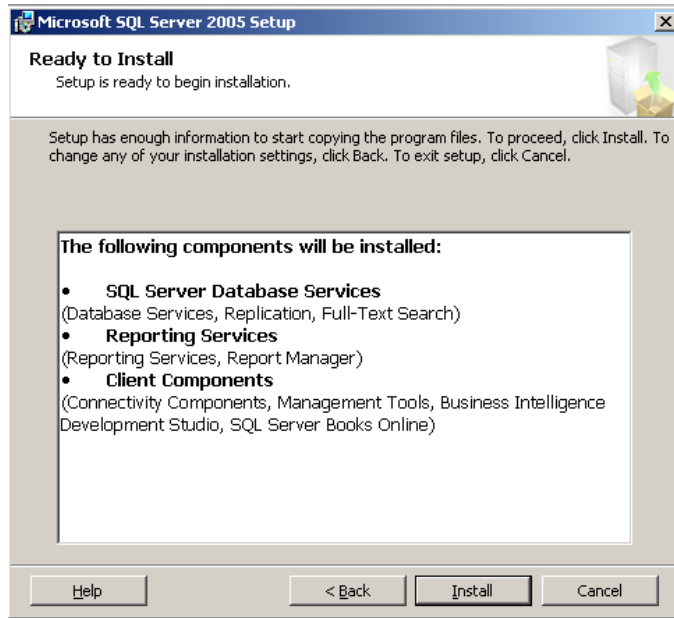 Microsoft SQL Server 2005 Setup
Ready to Install
Setup is ready to begin installation.
Setup has enough information to start copying the program files. To proceed, click Install. To
change any of your installation settings, click Back. To exit setup, click Cancel.
The following components will be installed:
• SQL Server Database Services
(Database Services, Replication, Full-Text Search)
• Reporting Services
(Reporting Services, Report Manager)
• Client Components
(Connectivity Components, Management Tools, Business Intelligence
Development Studio, SQL Server Books Online)
Help
< Back
Install
Cancel